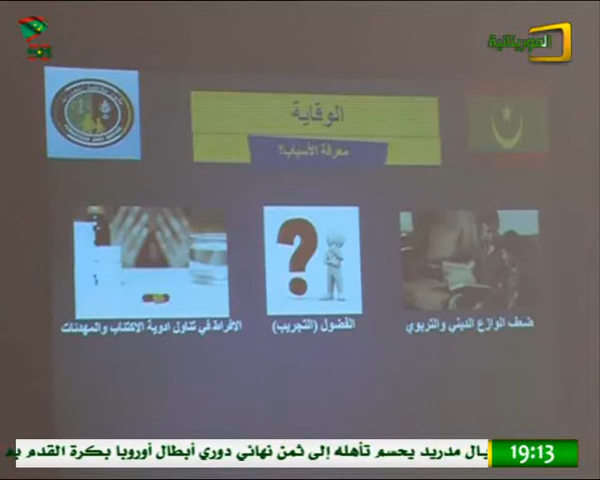 الموريتانية
الوقاية
معرفة الأسباب؟
ضعف الوازع الديني والتربوي
الفضول (التجريب)
الافراط في تناول ادوية الاكتئاب والمهدئات
يال مدريد يحسم تأهله إلى ثمن نهائي دوري أبطال أوروبا بكرة القدم
19:13